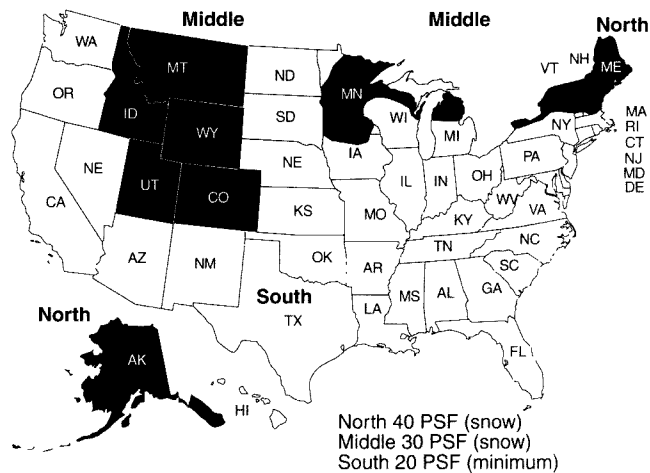 Middle
Middle
North
WA
MT
ND
MN
VT
NH
ME
OR
ID
SD
WI
MI
NY
MA
RI
CT
NJ
MD
DE
WY
NE
NE
IA
PA
CA
UT
CO
IL
IN
OH
WV
VA
KS
MO
KY
NC
AZ
NM
OK
AR
TN
SC
South
TX
LA
MS
AL
GA
North
AK
HI
FL
North 40 PSF (snow)
Middle 30 PSF (snow)
South 20 PSF (minimum)